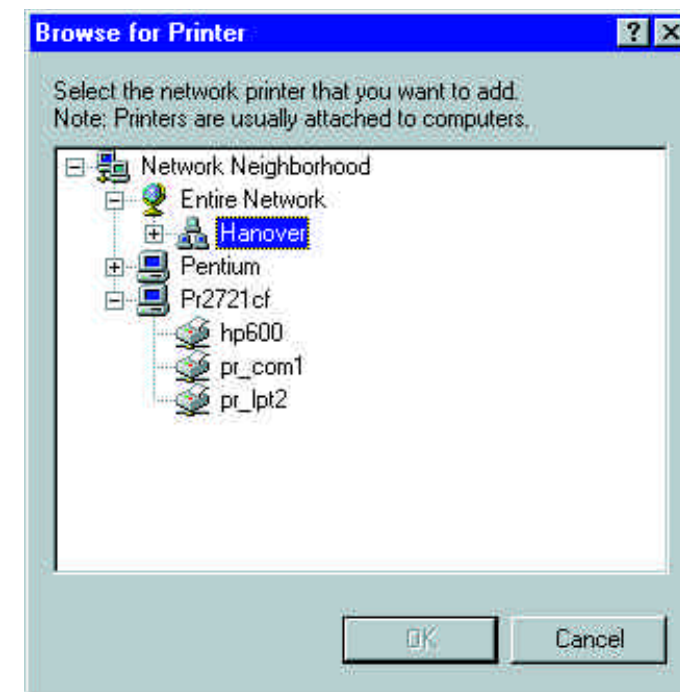 Browse for Printer
Select the network printer that you want to add.
Note: Printers are usually attached to computers.
Network Neighborhood
Entire Network
Hanover
Pentium
Pr2721cf
hp600
pr_com1
pr_lpt2
OK
Cancel